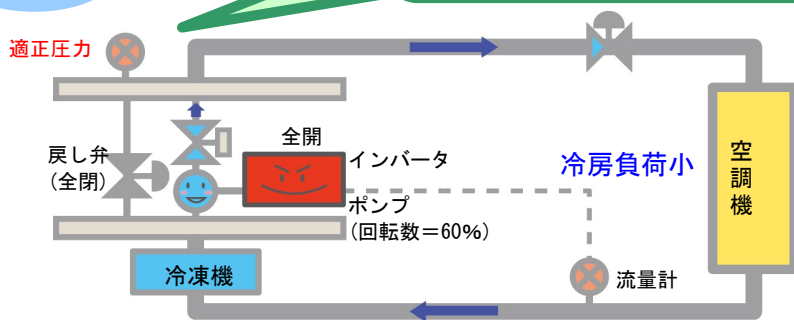 適正圧力
全開
インバータ
戻し弁
(全閉)
冷房負荷小
空調機
ポンプ
(回転数=60%)
冷凍機
流量計